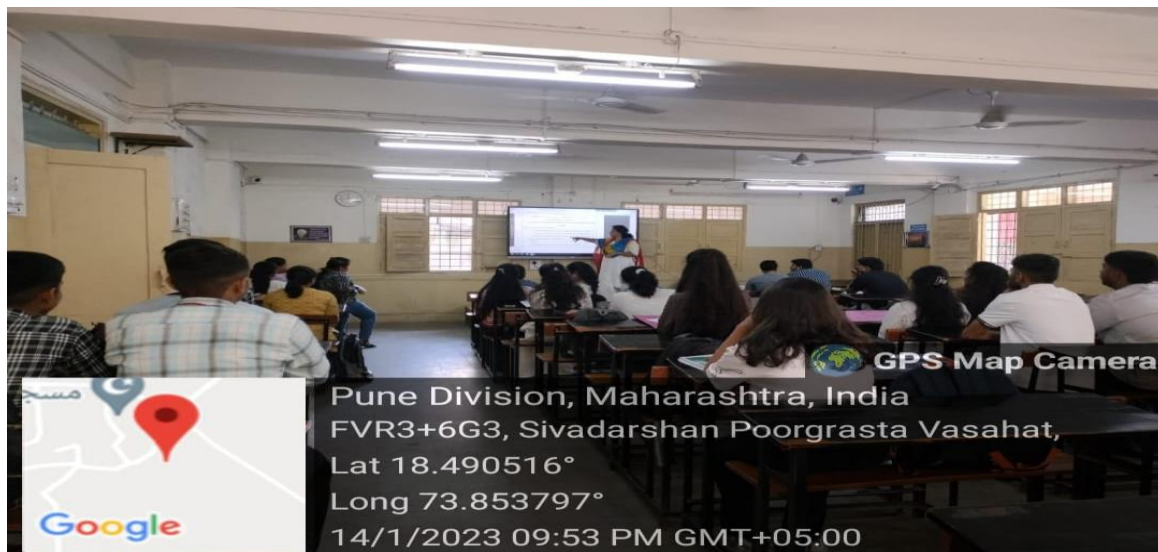 GPS Map Camera
مسجد
Google
Pune Division, Maharashtra, India
FVR3+6G3, Sivadarshan Poorgrasta Vasahat,
Lat 18.490516°
Long 73.853797°
14/1/2023 09:53 PM GMT+05:00